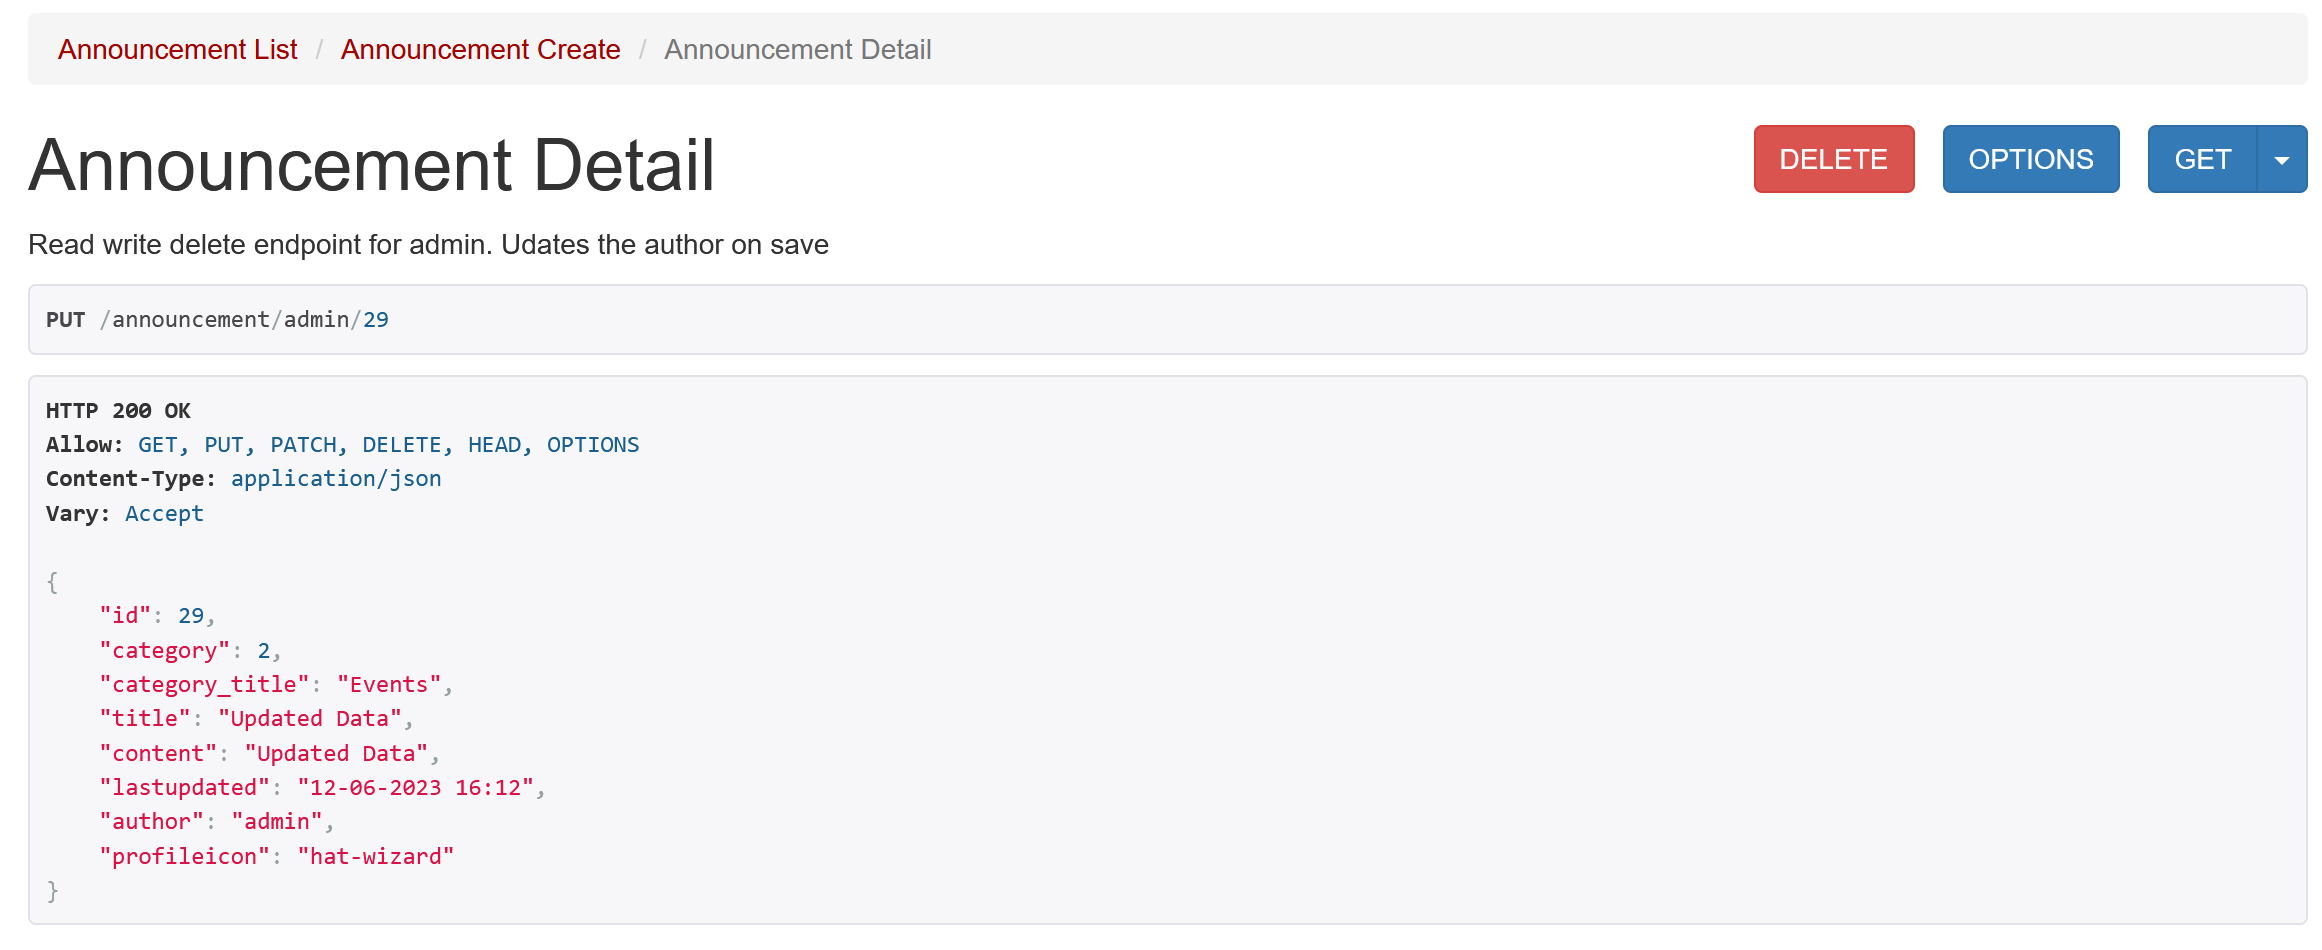 Announcement List / Announcement Create / Announcement Detail
Announcement Detail
DELETE OPTIONS GET
Read write delete endpoint for admin. Udates the author on save
PUT /announcement/admin/29
HTTP 200 OK
Allow: GET, PUT, PATCH, DELETE, HEAD, OPTIONS
Content-Type: application/json
Vary: Accept
{
    "id": 29,
    "category": 2,
    "category_title": "Events",
    "title": "Updated Data",
    "content": "Updated Data",
    "lastupdated": "12-06-2023 16:12",
    "author": "admin",
    "profileicon": "hat-wizard"
}